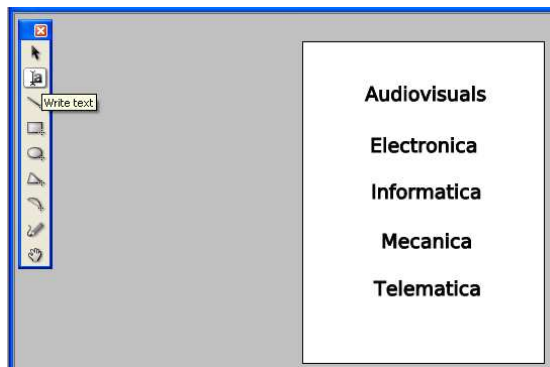 Write text
Audiovisuals
Electronica
Informatica
Mecanica
Telematica